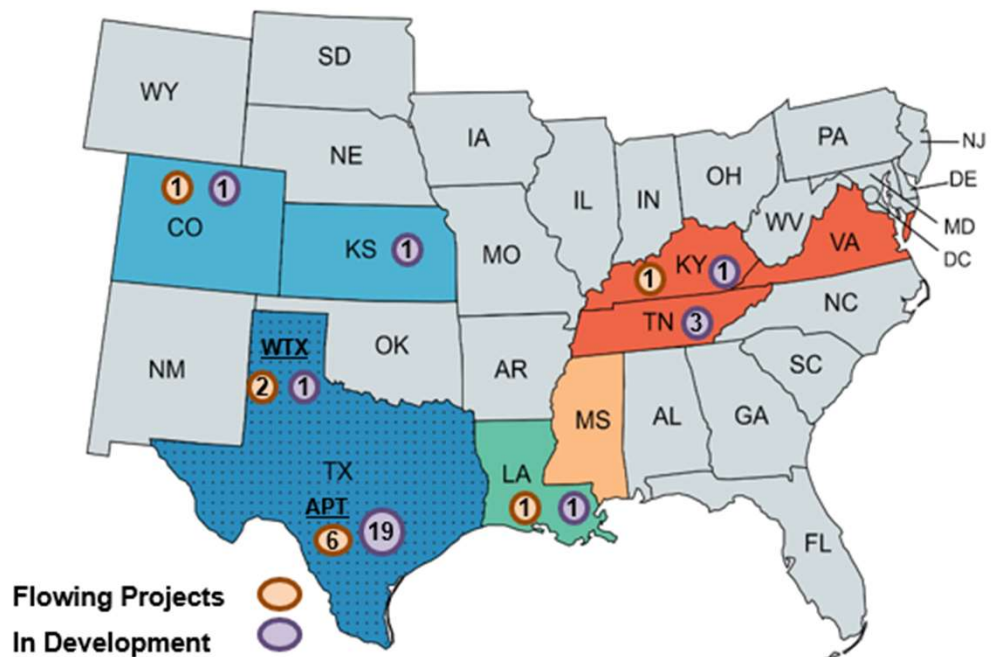 SD
WY
IA
PA
NJ
NE
OH
DE
IL
IN
1 1
WV
MD
CO
VA
DC
KS 1
MO
KY
1 1
NC
TN 3
WTX
OK
NM
AR
SC
2 1
MS
AL
GA
TX
LA
APT
1 1
6 19
FL
Flowing Projects
In Development